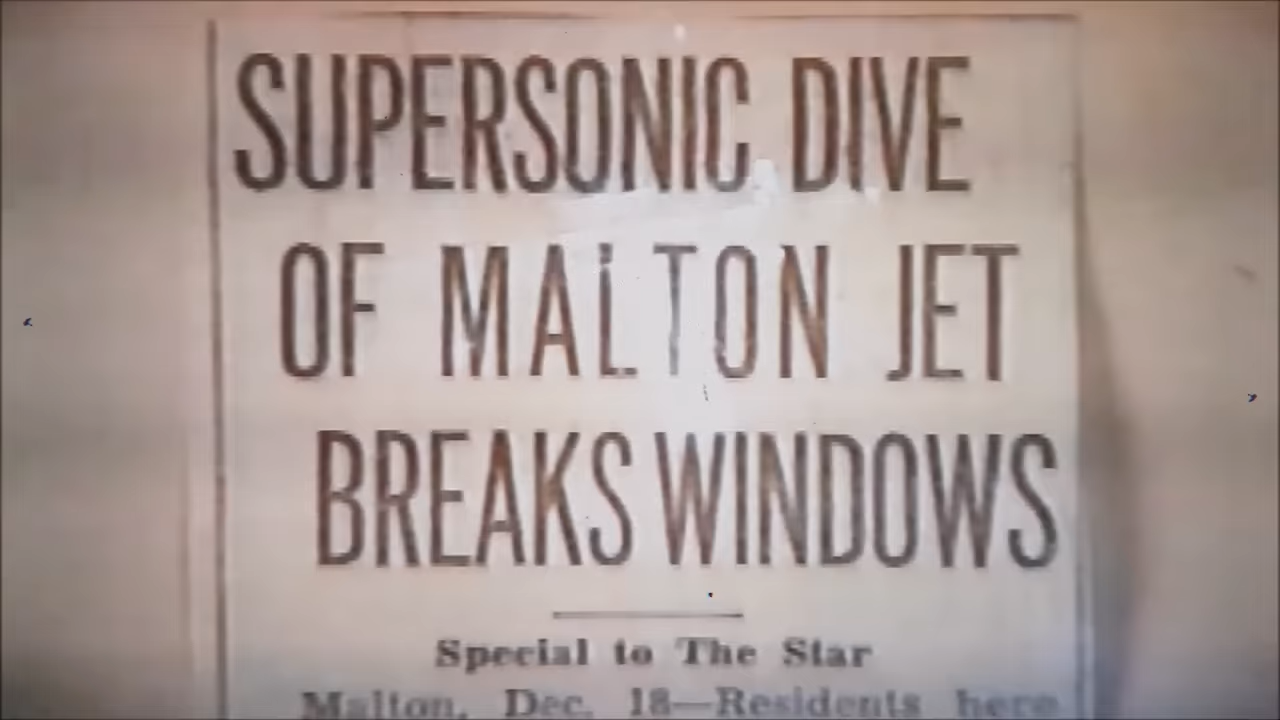 SUPERSONIC DIVE
OF MALTON JET
BREAKS WINDOWS
Special to The Star
Malton, Dec. 18—Residents here